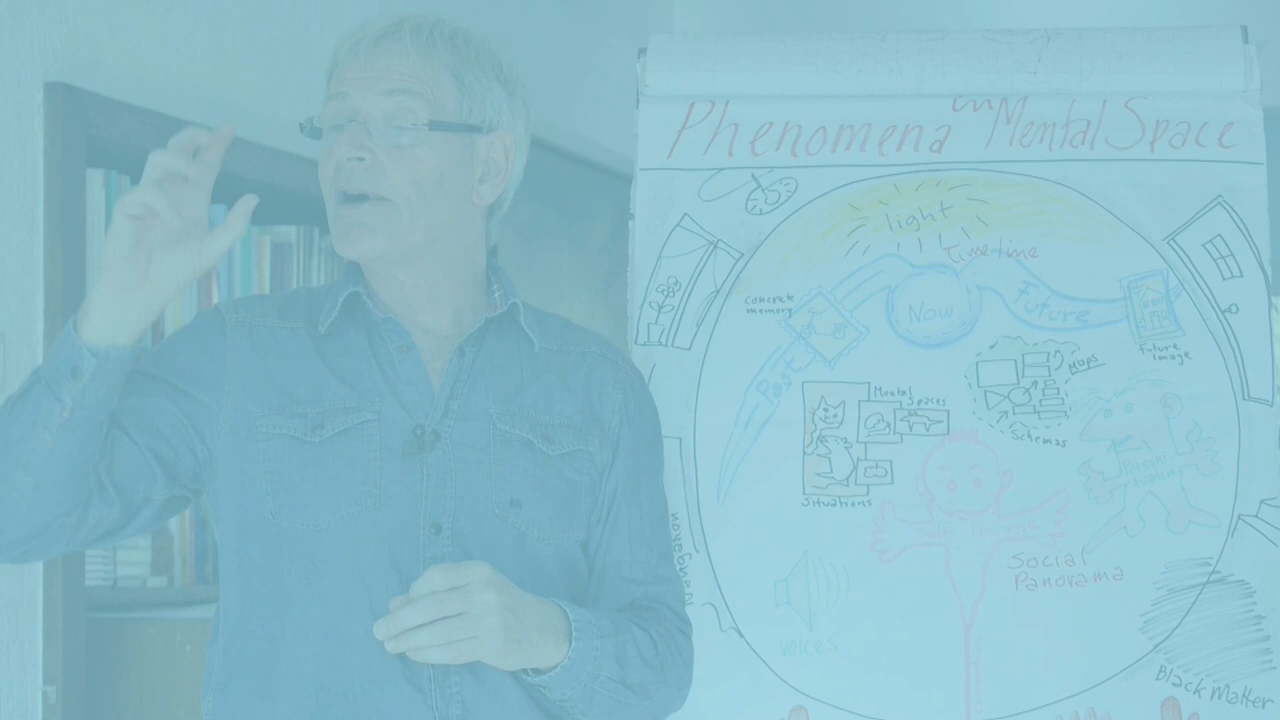 Phenomena in Mental Space
light
timeline
concrete
memory
Now
Future
future
Image
Past
Mental
Spaces
Maps
Schemas
Situations
Self-Image
Social
Panorama
voices
Black Matter